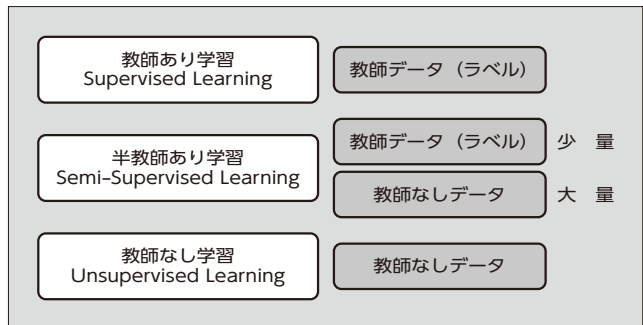 教師あり学習
Supervised Learning
教師データ（ラベル）
半教師あり学習
Semi-Supervised Learning
教師データ（ラベル） 少 量
教師なしデータ 大 量
教師なし学習
Unsupervised Learning
教師なしデータ